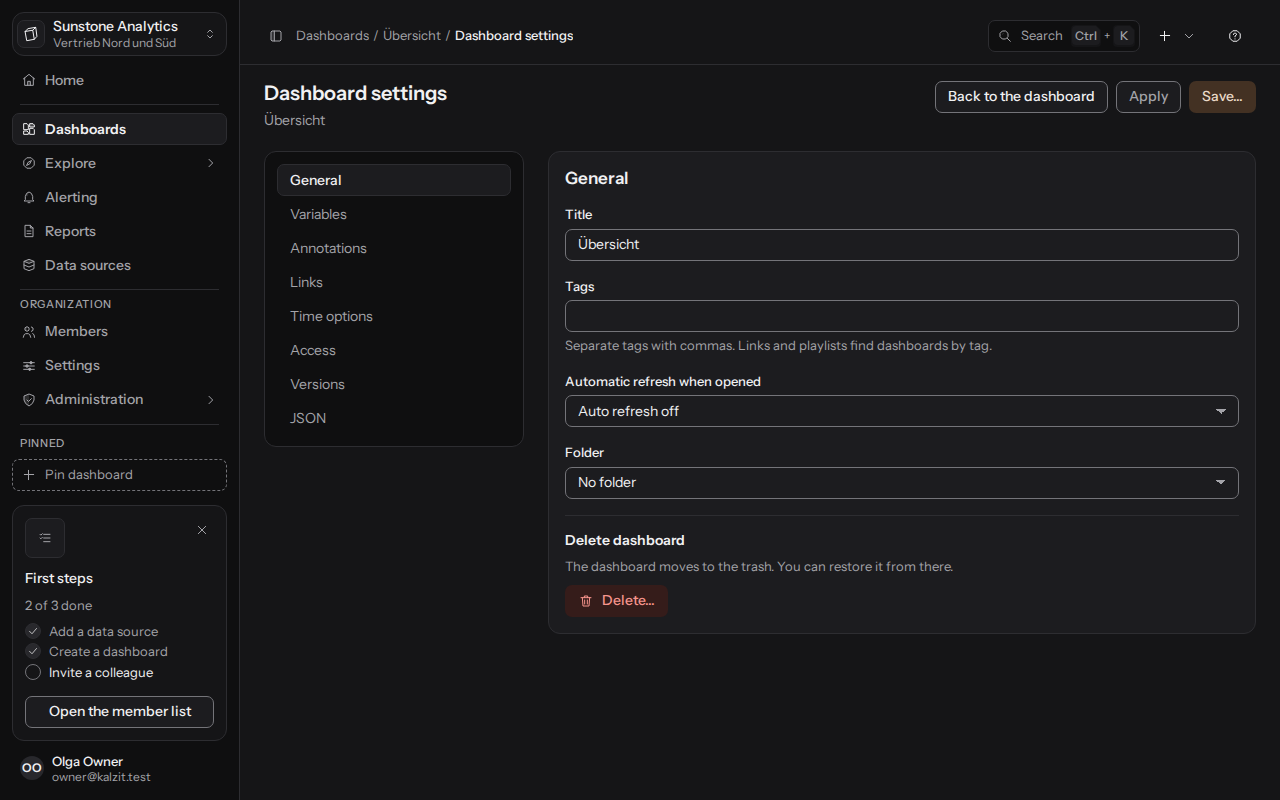 Sunstone Analytics
Vertrieb Nord und Süd
Home
Dashboards
Explore
Alerting
Reports
Data sources
ORGANIZATION
Members
Settings
Administration
PINNED
Pin dashboard
First steps
2 of 3 done
Add a data source
Create a dashboard
Invite a colleague
Open the member list
OO
Olga Owner
owner@kalzit.test
Dashboards / Übersicht / Dashboard settings
Search Ctrl + K
Dashboard settings
Übersicht
Back to the dashboard
Apply
Save...
General
Variables
Annotations
Links
Time options
Access
Versions
JSON
General
Title
Übersicht
Tags
Separate tags with commas. Links and playlists find dashboards by tag.
Automatic refresh when opened
Auto refresh off
Folder
No folder
Delete dashboard
The dashboard moves to the trash. You can restore it from there.
Delete...